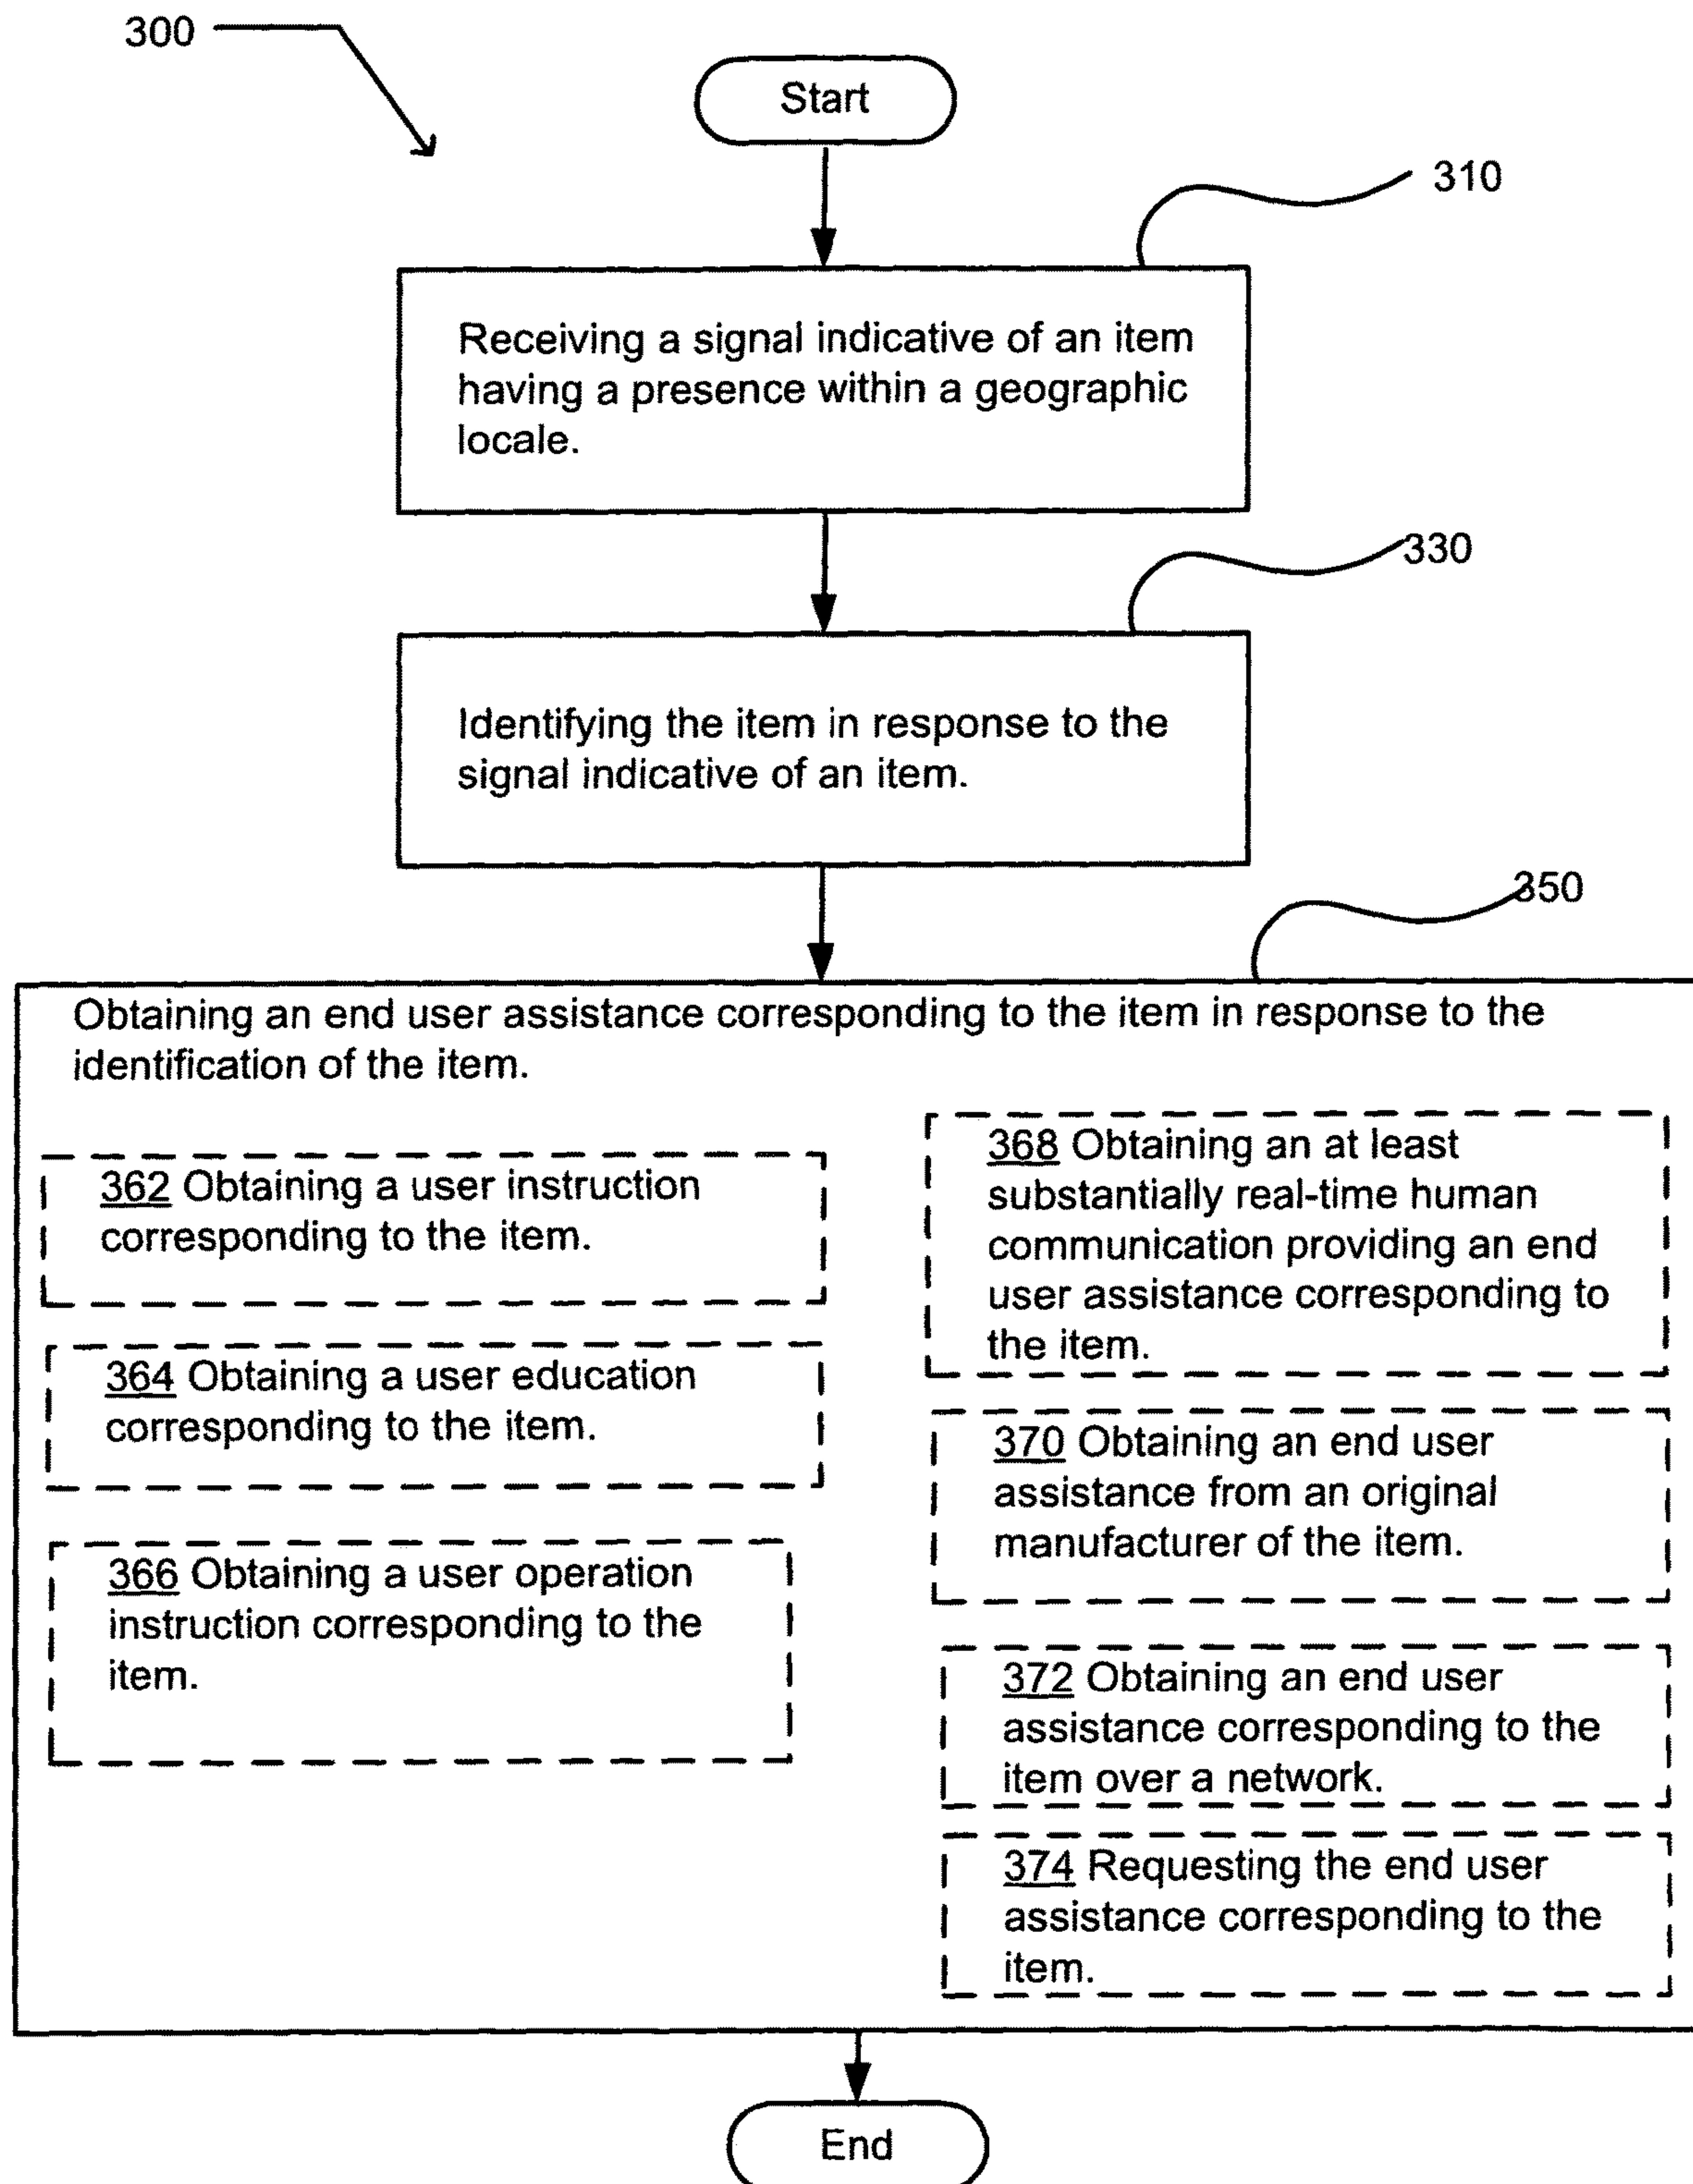 300
Start
310
Receiving a signal indicative of an item
having a presence within a geographic
locale.
330
Identifying the item in response to the
signal indicative of an item.
350
Obtaining an end user assistance corresponding to the item in response to the
identification of the item.
362 Obtaining a user instruction
corresponding to the item.
364 Obtaining a user education
corresponding to the item.
366 Obtaining a user operation
instruction corresponding to the
item.
368 Obtaining an at least
substantially real-time human
communication providing an end
user assistance corresponding to
the item.
370 Obtaining an end user
assistance from an original
manufacturer of the item.
372 Obtaining an end user
assistance corresponding to the
item over a network.
374 Requesting the end user
assistance corresponding to the
item.
End